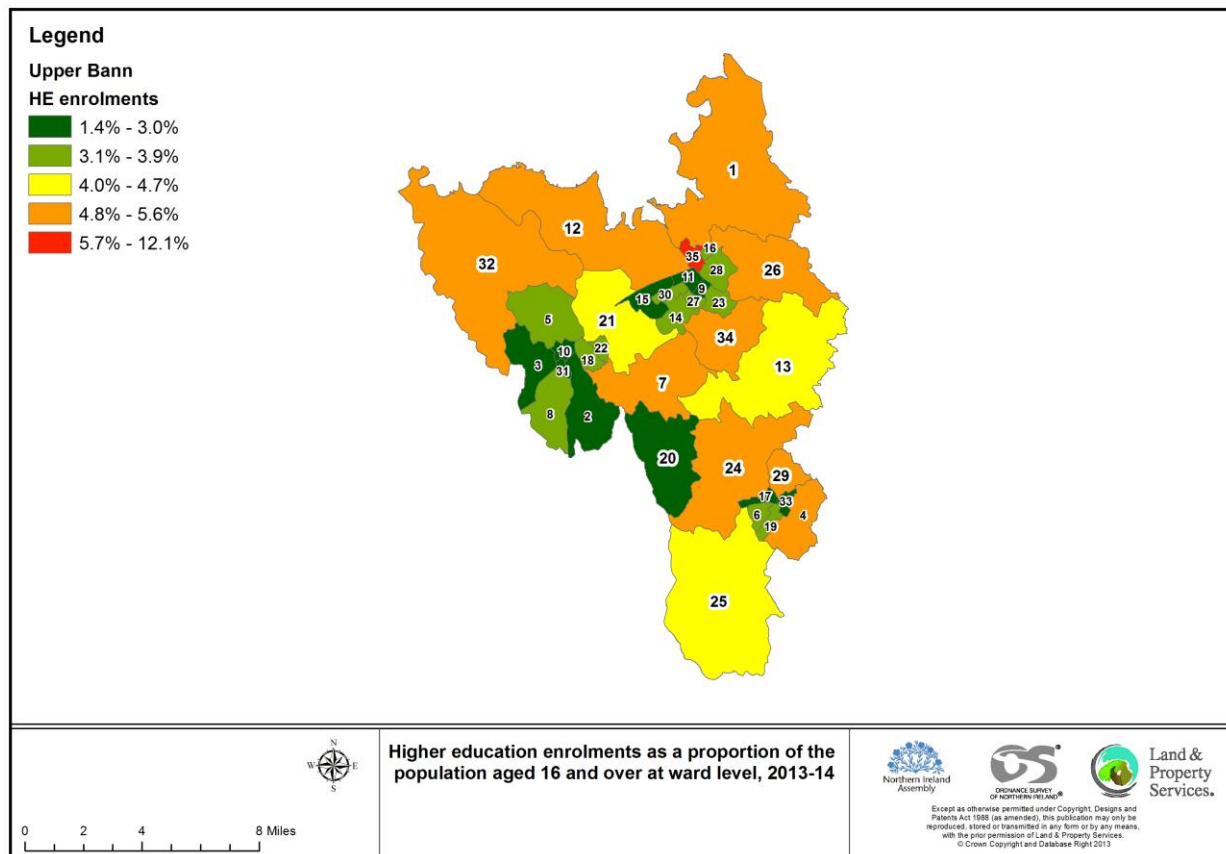 Legend
Upper Bann
HE enrolments
1.4% - 3.0%
3.1% - 3.9%
4.0% - 4.7%
4.8% - 5.6%
5.7% - 12.1%
1
12
32
16
35
26
28
11
9
30
15
27
23
14
21
5
34
22
10
18
3
13
31
7
8
2
20
24
29
17
33
6
4
19
25
N
W E
S
0 2 4 8 Miles
Higher education enrolments as a proportion of the
population aged 16 and over at ward level, 2013-14
Northern Ireland
Assembly
OS®
ORDNANCE SURVEY
OF NORTHERN IRELAND®
Land &
Property
Services.
Except as otherwise permitted under Copyright, Designs and
Patents Act 1988 (as amended), this publication may only be
reproduced, stored or transmitted in any form or by any means,
with the prior permission of Land & Property Services.
© Crown Copyright and Database Right 2013